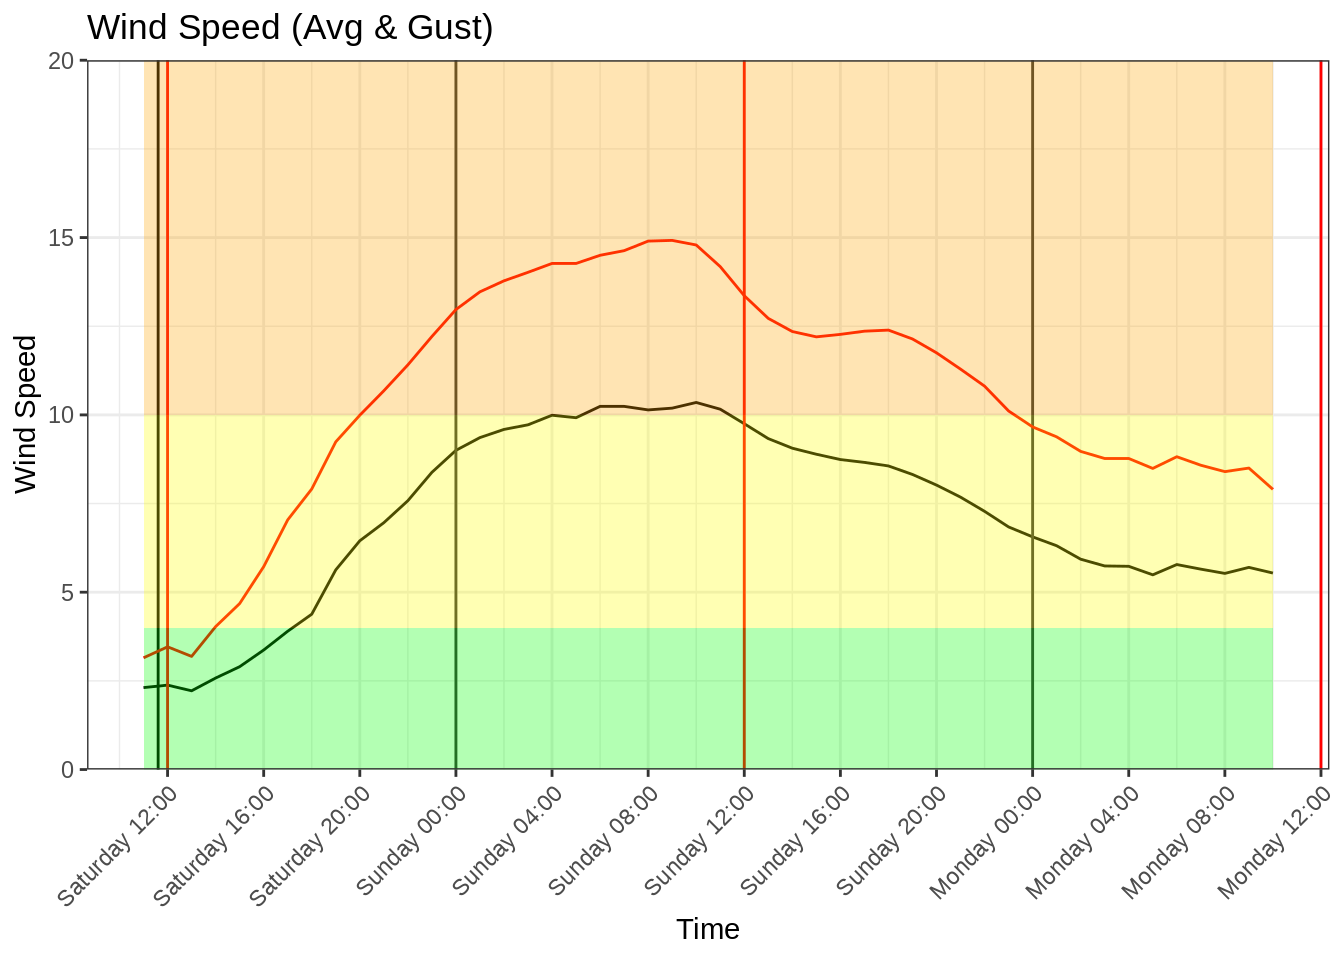 Wind Speed (Avg & Gust)
20
15
10
5
0
Wind Speed
Saturday 12:00
Saturday 16:00
Saturday 20:00
Sunday 00:00
Sunday 04:00
Sunday 08:00
Sunday 12:00
Sunday 16:00
Sunday 20:00
Monday 00:00
Monday 04:00
Monday 08:00
Monday 12:00
Time